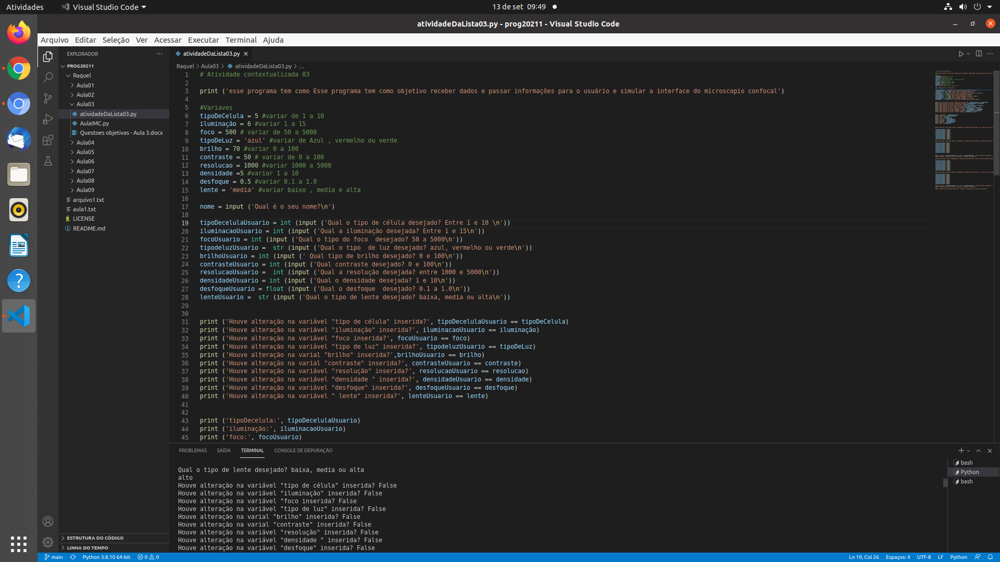 Atividades
Visual Studio Code
13 de set 09:49
atividadeDaLista03.py - prog20211 - Visual Studio Code
Arquivo Editar Seleção Ver Acessar Executar Terminal Ajuda
EXPLORADOR
PROG20211
Raquel
Aula01
Aula02
Aula03
atividadeDaLista03.py
AulaIMC.py
Questoes objetivas - Aula 3.docx
Aula04
Aula05
Aula06
Aula07
Aula08
Aula09
arquivo1.txt
aula1.txt
LICENSE
README.md
ESTRUTURA DO CÓDIGO
LINHA DO TEMPO
atividadeDaLista03.py
Raquel > Aula03 > atividadeDaLista03.py > ...
1 # Atividade contextualizada 03
2
3 print ('esse programa tem como Esse programa tem como objetivo receber dados e passar informações para o usuário e simular a interface do microscopio confocal')
4
5 #Variaves
6 tipoDeCelula = 5 #variar de 1 a 10
7 iluminação = 6 #variar 1 a 15
8 foco = 500 # variar de 50 a 5000
9 tipoDeLuz = 'azul' #variar de Azul , vermelho ou verde
10 brilho = 70 #variar 0 a 100
11 contraste = 50 # variar de 0 a 100
12 resolucao = 1000 #variar 1000 a 5000
13 densidade =5 #variar 1 a 10
14 desfoque = 0.5 #variar 0.1 a 1.0
15 lente = 'media' #variar baixo , media e alta
16
17 nome = input ('Qual é o seu nome?\n')
18
19 tipoDecelulaUsuario = int (input ('Qual o tipo de célula desejado? Entre 1 e 10 \n'))
20 iluminacaoUsuario = int (input ('Qual a iluminação desejada? Entre 1 e 15\n'))
21 focoUsuario = int (input ('Qual o tipo do foco  desejado? 50 a 5000\n'))
22 tipodeluzUsuario =  str (input ('Qual o tipo  de luz desejado? azul, vermelho ou verde\n'))
23 brilhoUsuario = int (input (' Qual tipo de brilho desejado? 0 e 100\n'))
24 contrasteUsuario = int (input ('Qual contraste desejado? 0 e 100\n'))
25 resolucaoUsuario =  int (input ('Qual a resolução desejada? entre 1000 e 5000\n'))
26 densidadeUsuario = int (input ('Qual o densidade desejada? 1 e 10\n'))
27 desfoqueUsuario = float (input ('Qual o desfoque  desejado? 0.1 a 1.0\n'))
28 lenteUsuario =  str (input ('Qual o tipo de lente desejado? baixa, media ou alta\n'))
29
30
31 print ('Houve alteração na variável "tipo de célula" inserida?', tipoDecelulaUsuario == tipoDeCelula)
32 print ('Houve alteração na variável "iluminação" inserida?', iluminacaoUsuario == iluminação)
33 print ('Houve alteração na variável "foco inserida?', focoUsuario == foco)
34 print ('Houve alteração na variável "tipo de luz" inserida?', tipodeluzUsuario == tipoDeLuz)
35 print ('Houve alteração na varial "brilho" inserida?',brilhoUsuario == brilho)
36 print ('Houve alteração na varial "contraste" inserida?', contrasteUsuario == contraste)
37 print ('Houve alteração na variável "resolução" inserida?', resolucaoUsuario == resolucao)
38 print ('Houve alteração na variável "densidade " inserida?', densidadeUsuario == densidade)
39 print ('Houve alteração na variável "desfoque" inserida?', desfoqueUsuario == desfoque)
40 print ('Houve alteração na variável " lente" inserida?', lenteUsuario == lente)
41
42
43 print ('tipoDecelula:', tipoDecelulaUsuario)
44 print ('iluminação:', iluminacaoUsuario)
45 print ('foco:', focoUsuario)
PROBLEMAS SAÍDA TERMINAL CONSOLE DE DEPURAÇÃO
Qual o tipo de lente desejado? baixa, media ou alta
alto
Houve alteração na variável "tipo de célula" inserida? False
Houve alteração na variável "iluminação" inserida? False
Houve alteração na variável "foco inserida? False
Houve alteração na variável "tipo de luz" inserida? False
Houve alteração na varial "brilho" inserida? False
Houve alteração na varial "contraste" inserida? False
Houve alteração na variável "resolução" inserida? False
Houve alteração na variável "densidade " inserida? False
Houve alteração na variável "desfoque" inserida? False
bash
Python
bash
main
Python 3.8.10 64-bit
0 0
Ln 19, Col 26
Espaços: 4
UTF-8
LF
Python